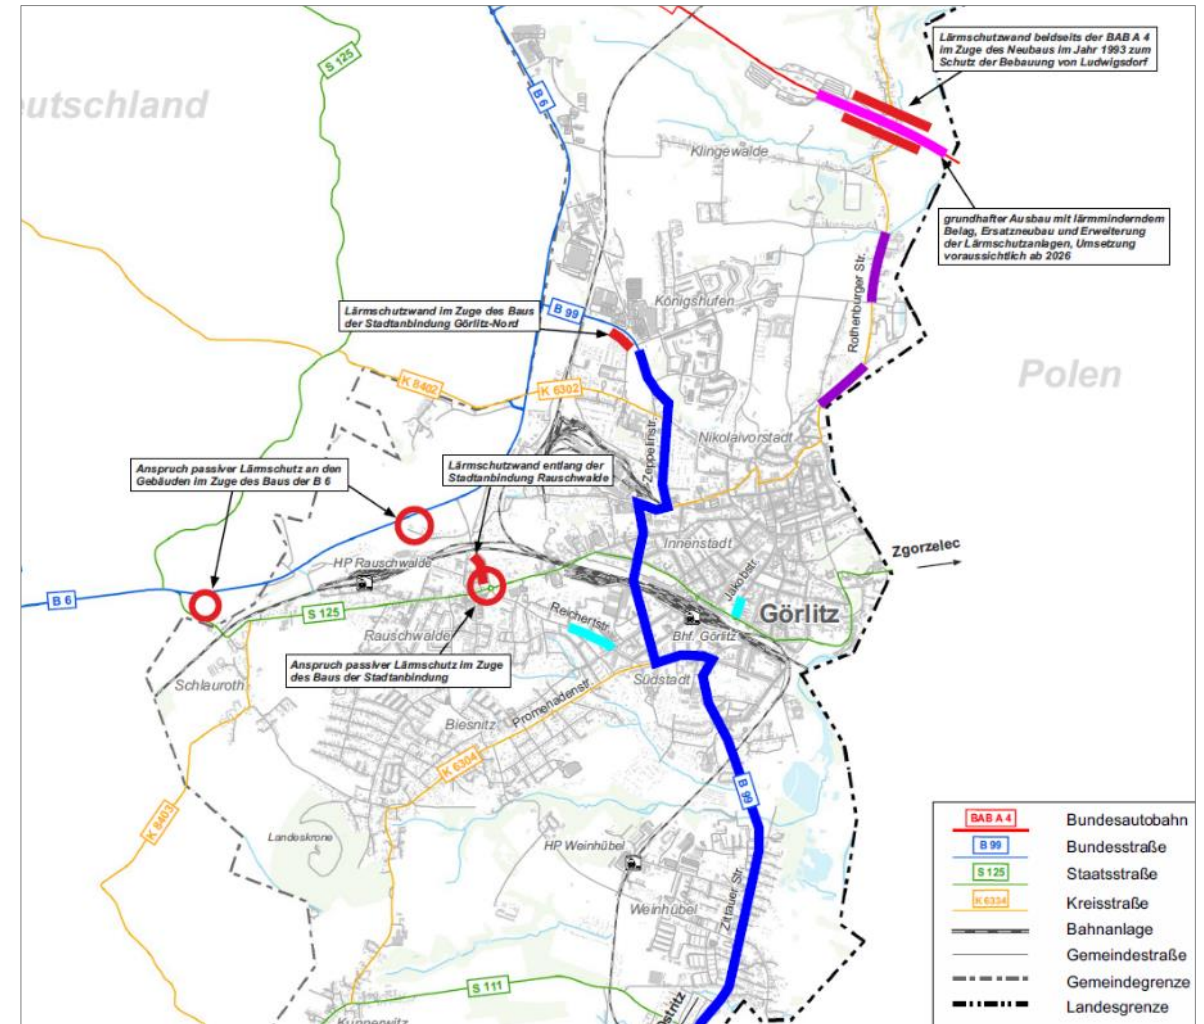 Lärmschutzwand beidseits der BAB A 4
im Zuge des Neubaus im Jahr 1993 zum
Schutz der Bebauung von Ludwigsdorf
S 125
B 6
eutschland
Klingewalde
grundhafter Ausbau mit lärmminderndem
Belag, Ersatzneubau und Erweiterung
der Lärmschutzanlagen, Umsetzung
voraussichtlich ab 2026
Rothenburger Str.
Königshufen
Lärmschutzwand im Zuge des Baus
der Stadtanbindung Görlitz-Nord
B 99
Polen
K 8402
K 6302
Zeppelinstr.
Nikolaivorstadt
Anspruch passiver Lärmschutz an den
Gebäuden im Zuge des Baus der B 6
Lärmschutzwand entlang der
Stadtanbindung Rauschwalde
Innenstadt
Zgorzelec
HP Rauschwalde
Jakobstr.
B 6
S 125
Reichertstr.
Görlitz
Rauschwalde
Bhf. Görlitz
Anspruch passiver Lärmschutz im Zuge
des Baus der Stadtanbindung
Schlauroth
Südstadt
Promenadenstr.
Biesnitz
K 6304
B 99
K 8403
Landeskrone
HP Weinhübel
Zittauer Str.
Weinhübel
S 111
Ostritz
Kunnerwitz
BAB A 4
Bundesautobahn
B 99
Bundesstraße
S 125
Staatsstraße
K 6334
Kreisstraße
Bahnanlage
Gemeindestraße
Gemeindegrenze
Landesgrenze